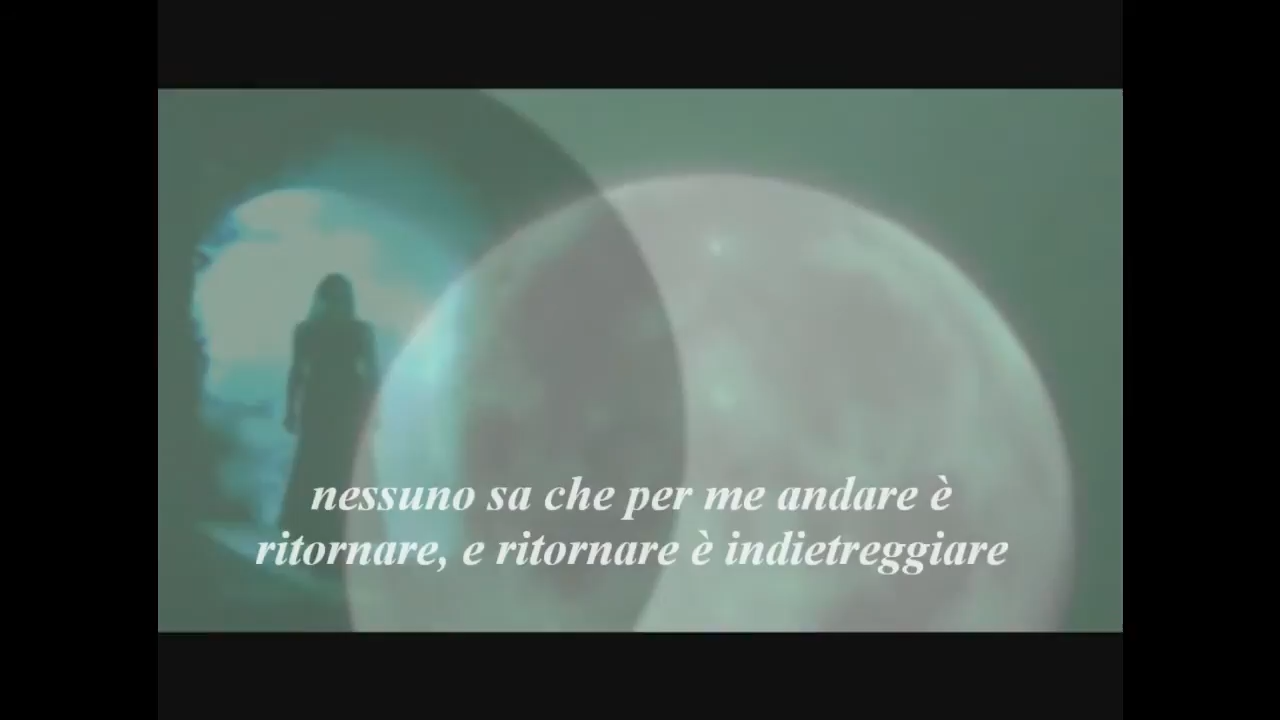 nessuno sa che per me andare è
ritornare, e ritornare è indietreggiare